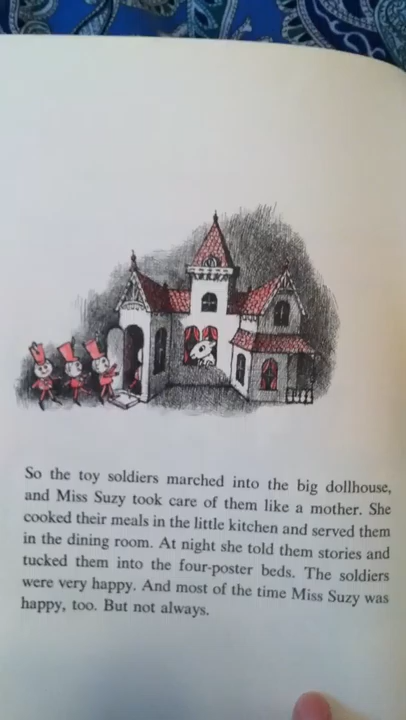 So the toy soldiers marched into the big dollhouse,
and Miss Suzy took care of them like a mother. She
cooked their meals in the little kitchen and served them
in the dining room. At night she told them stories and
tucked them into the four-poster beds. The soldiers
were very happy. And most of the time Miss Suzy was
happy, too. But not always.